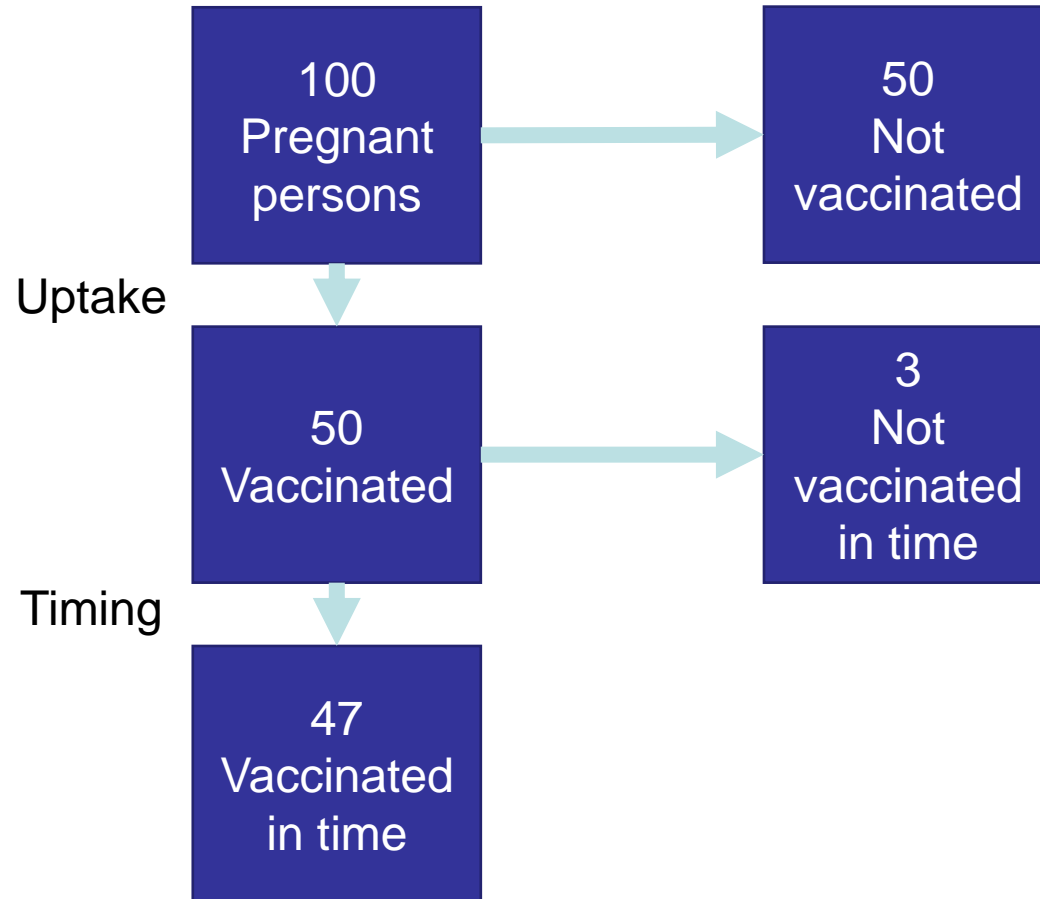 100
Pregnant
persons
50
Not
vaccinated
Uptake
50
Vaccinated
3
Not
vaccinated
in time
Timing
47
Vaccinated
in time